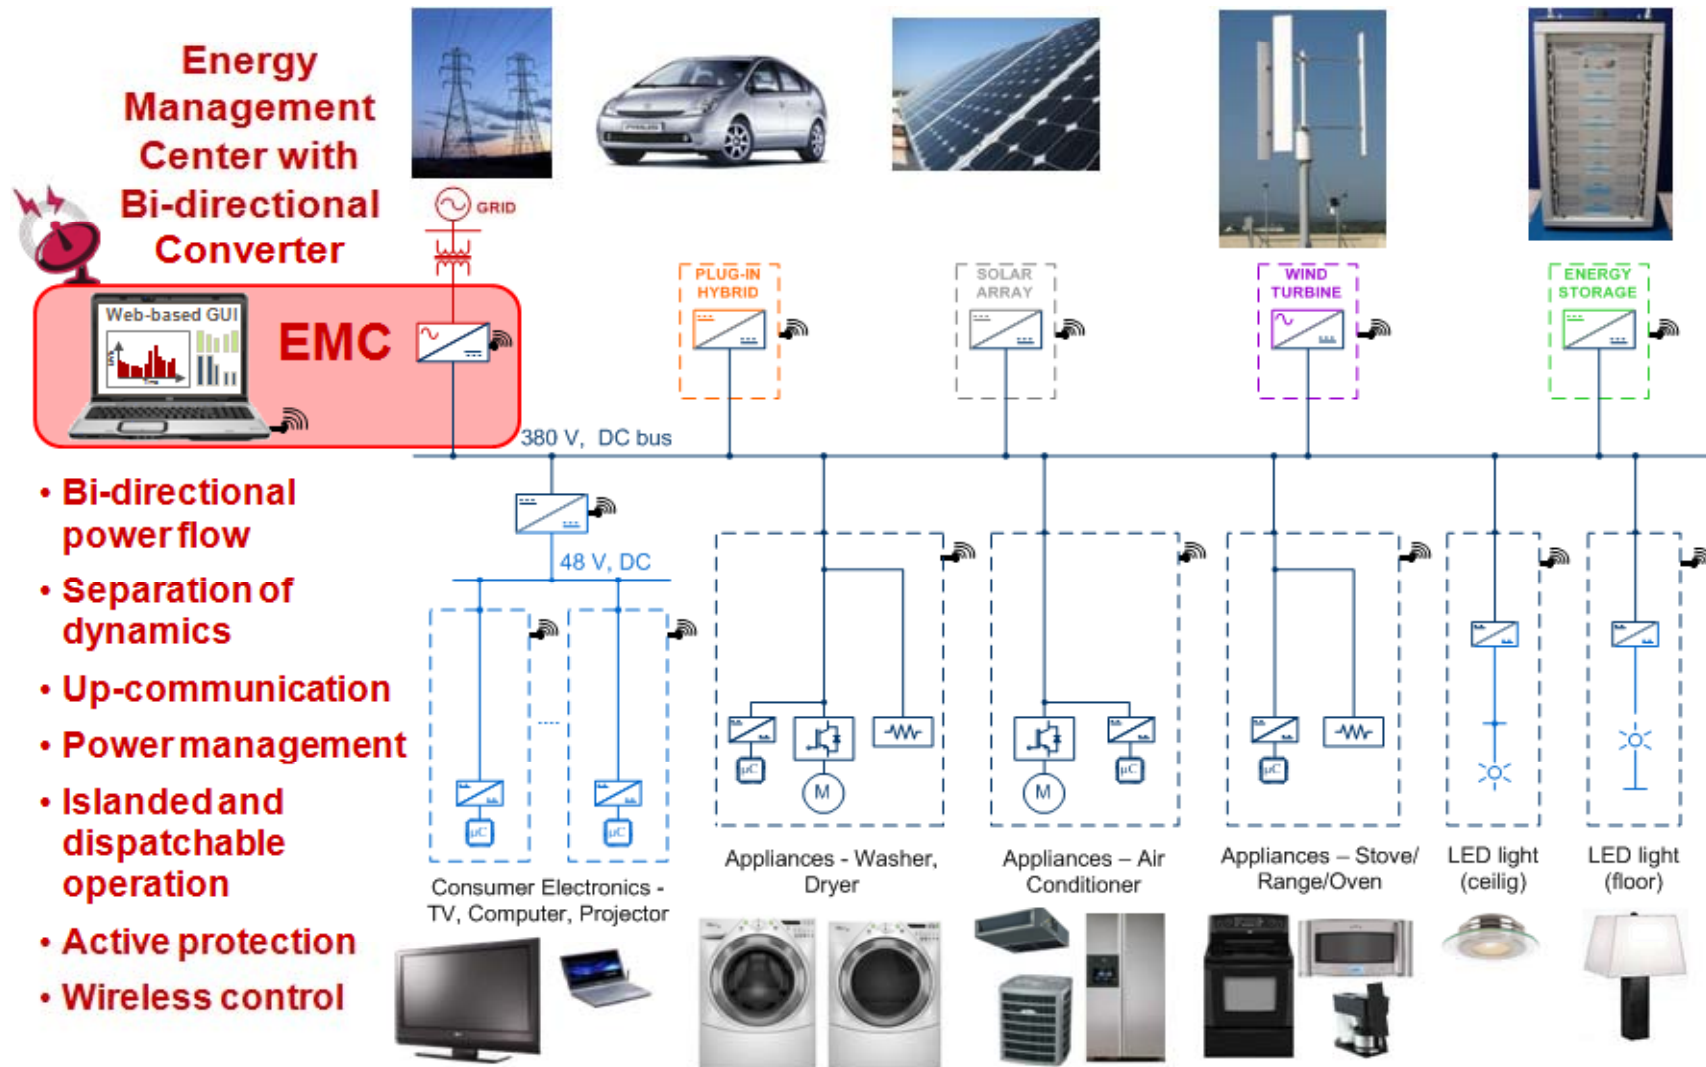 Energy
Management
Center with
Bi-directional
Converter
GRID
Web-based GUI
Time
EMC
PLUG-IN
HYBRID
SOLAR
ARRAY
WIND
TURBINE
ENERGY
STORAGE
380 V, DC bus
48 V, DC
• Bi-directional
power flow
• Separation of
dynamics
• Up-communication
• Power management
• Islanded and
dispatchable
operation
• Active protection
• Wireless control
µC
µC
µC
M
M
µC
µC
Consumer Electronics -
TV, Computer, Projector
Appliances - Washer,
Dryer
Appliances – Air
Conditioner
Appliances – Stove/
Range/Oven
LED light
(ceilig)
LED light
(floor)